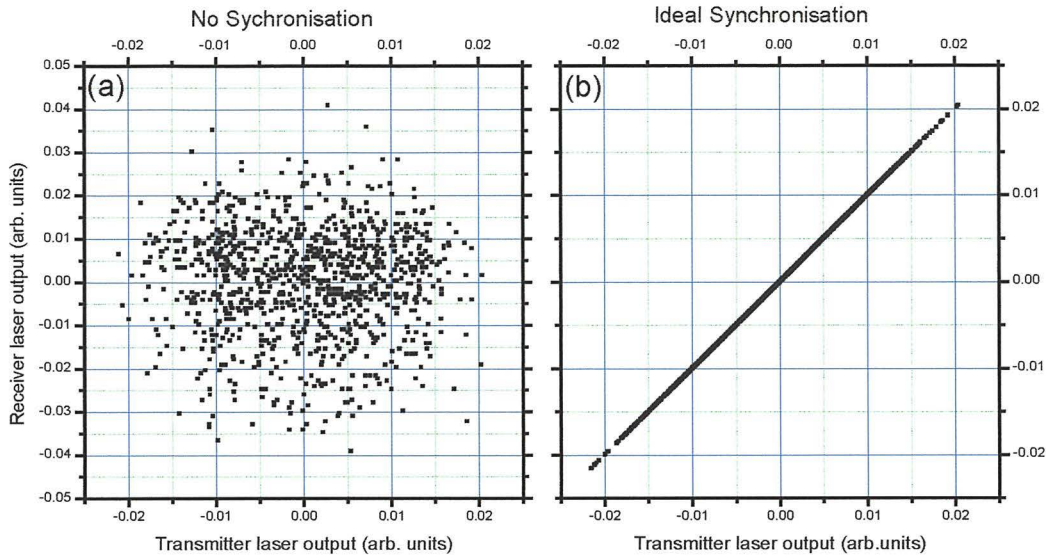 No Sychronisation
Ideal Synchronisation
-0.02 -0.01 0.00 0.01 0.02
-0.02 -0.01 0.00 0.01 0.02
(a)
(b)
0.05
0.04
0.03
0.02
0.01
0.00
-0.01
-0.02
-0.03
-0.04
-0.05
Receiver laser output (arb. units)
0.02
0.01
0.00
-0.01
-0.02
-0.02 -0.01 0.00 0.01 0.02
-0.02 -0.01 0.00 0.01 0.02
Transmitter laser output (arb. units)
Transmitter laser output (arb.units)